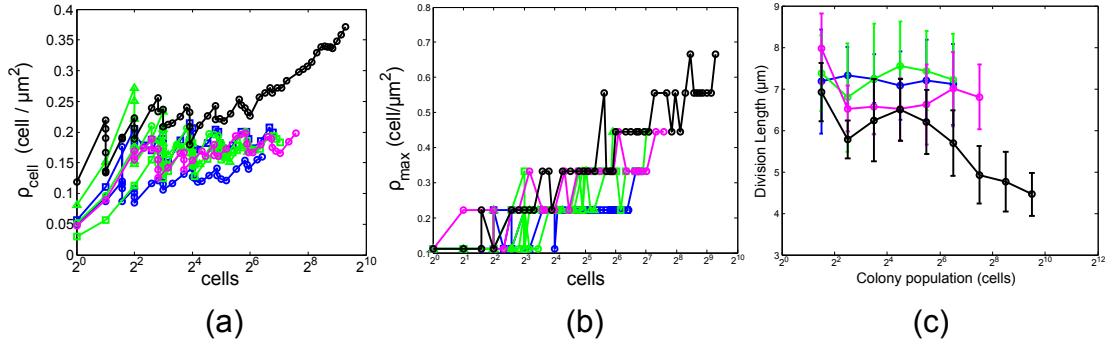 0.4
0.35
0.3
0.25
0.2
0.15
0.1
0.05
0
ρcell (cell / μm²)
2⁰ 2² 2⁴ 2⁶ 2⁸ 2¹⁰
cells
(a)
0.9
0.8
0.7
0.6
0.5
0.4
0.3
0.2
0.1
ρmax (cell/μm²)
2⁰ 2¹ 2² 2³ 2⁴ 2⁵ 2⁶ 2⁷ 2⁸ 2⁹ 2¹⁰
cells
(b)
9
8
7
6
5
4
3
Division Length (μm)
2⁰ 2² 2⁴ 2⁶ 2⁸ 2¹⁰ 2¹²
Colony population (cells)
(c)